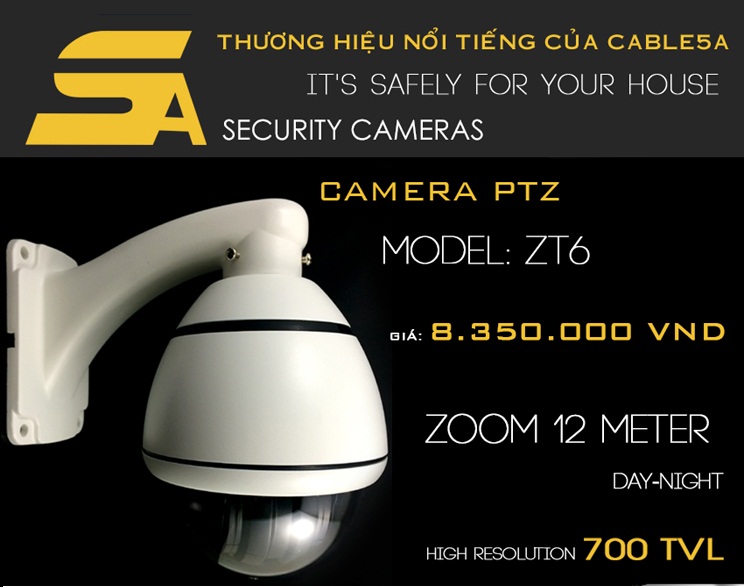 5A
THƯƠNG HIỆU NỔI TIẾNG CỦA CABLE5A
IT'S SAFELY FOR YOUR HOUSE
SECURITY CAMERAS
CAMERA PTZ
MODEL: ZT6
GIÁ: 8.350.000 VND
ZOOM 12 METER
DAY-NIGHT
HIGH RESOLUTION 700 TVL